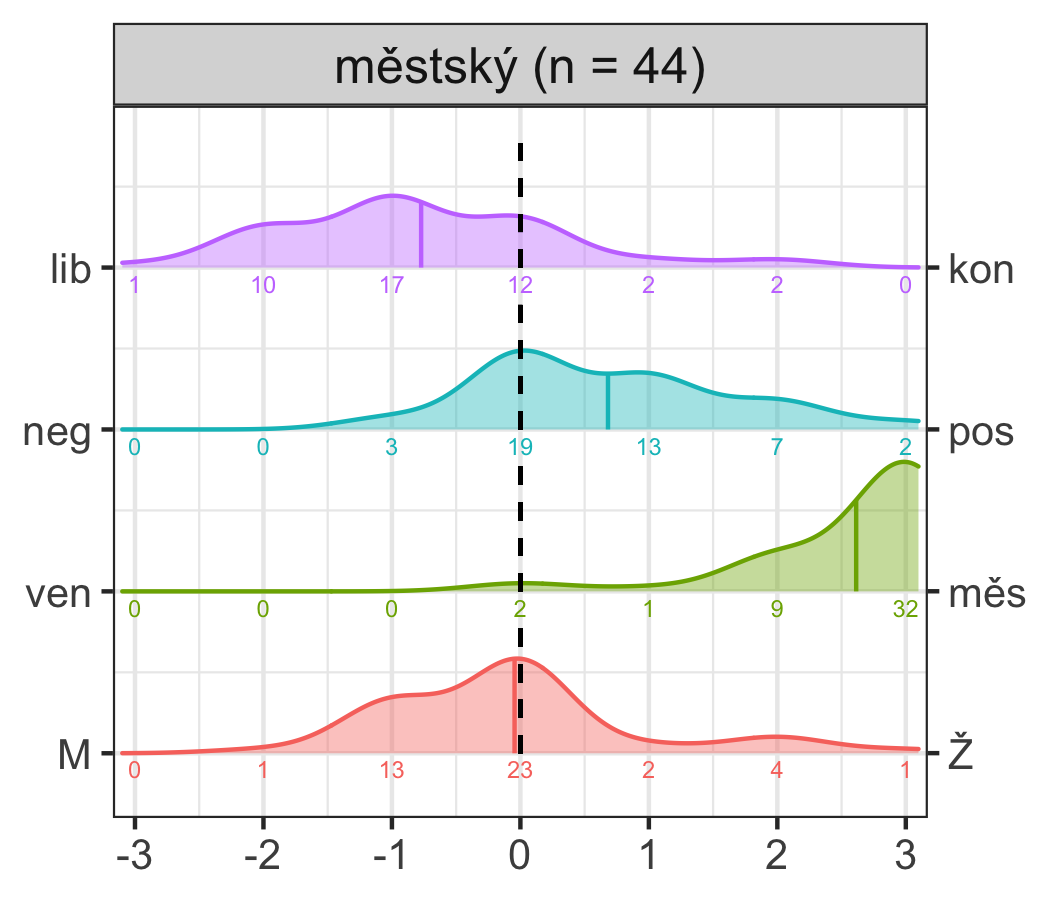 městský (n = 44)
lib kon
1 10 17 12 2 2 0
neg pos
0 0 3 19 13 7 2
ven měs
0 0 0 2 1 9 32
M Ž
0 1 13 23 2 4 1
-3 -2 -1 0 1 2 3